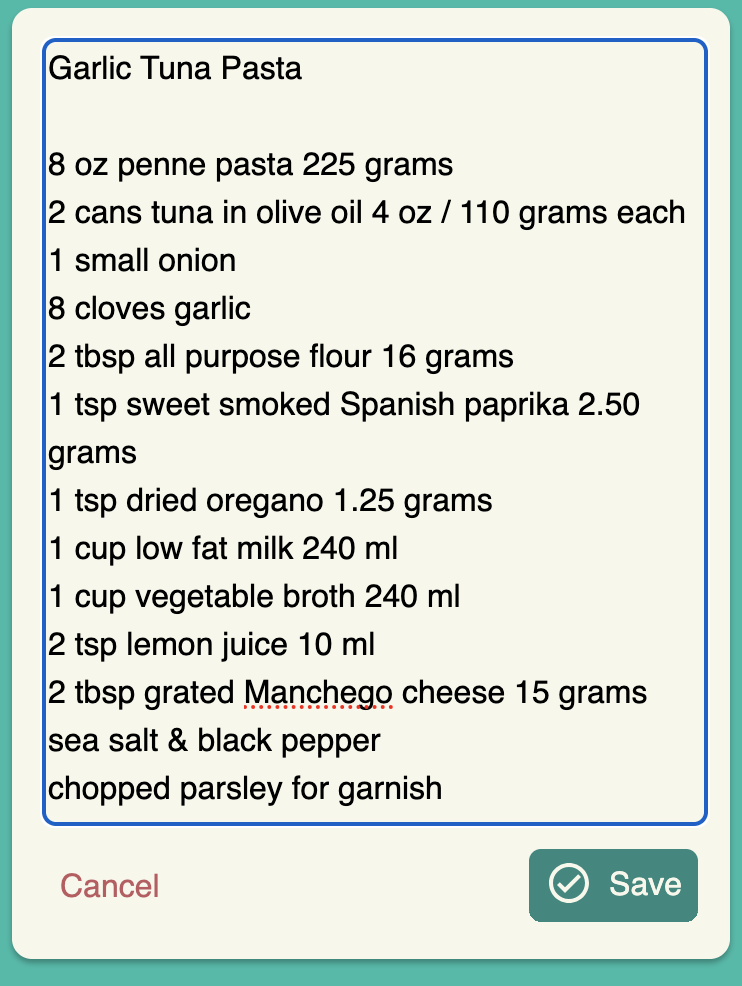 Garlic Tuna Pasta
8 oz penne pasta 225 grams
2 cans tuna in olive oil 4 oz / 110 grams each
1 small onion
8 cloves garlic
2 tbsp all purpose flour 16 grams
1 tsp sweet smoked Spanish paprika 2.50
grams
1 tsp dried oregano 1.25 grams
1 cup low fat milk 240 ml
1 cup vegetable broth 240 ml
2 tsp lemon juice 10 ml
2 tbsp grated Manchego cheese 15 grams
sea salt & black pepper
chopped parsley for garnish
Cancel
Save